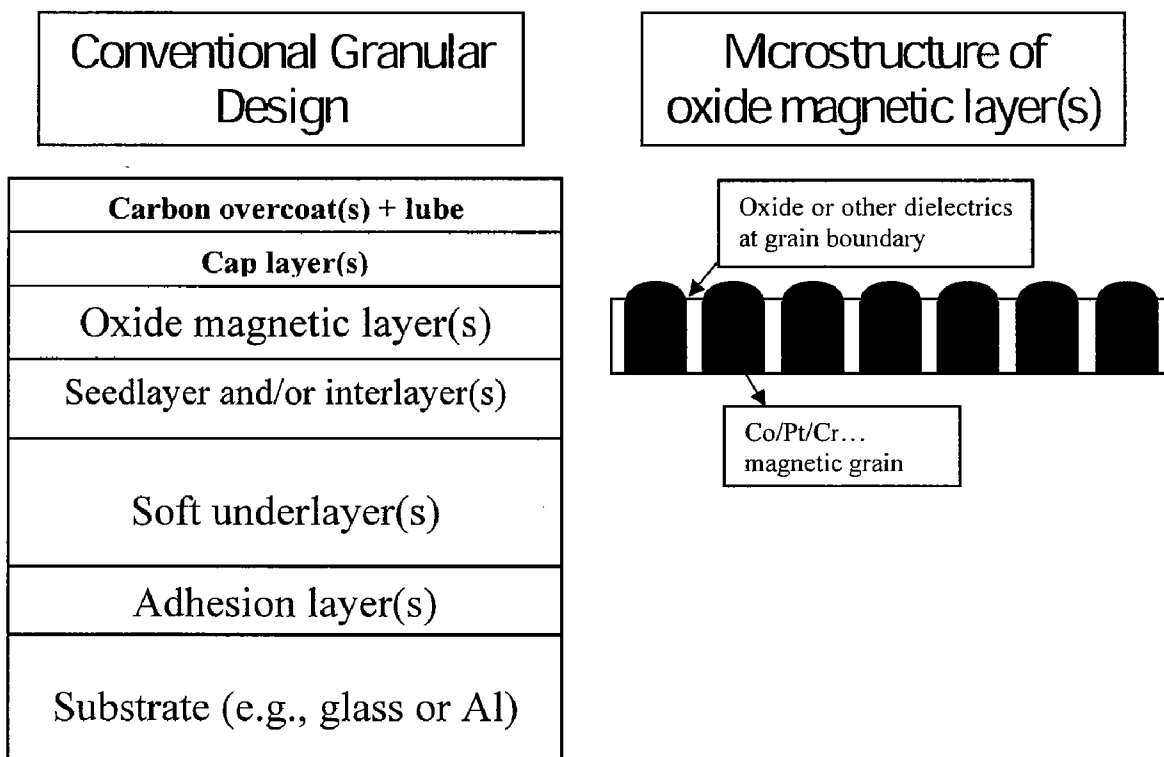 Conventional Granular
Design
Mcrostructure of
oxide magnetic layer(s)
Carbon overcoat(s) + lube
Cap layer(s)
Oxide magnetic layer(s)
Seedlayer and/or interlayer(s)
Soft underlayer(s)
Adhesion layer(s)
Substrate (e.g., glass or Al)
Oxide or other dielectrics
at grain boundary
Co/Pt/Cr...
magnetic grain